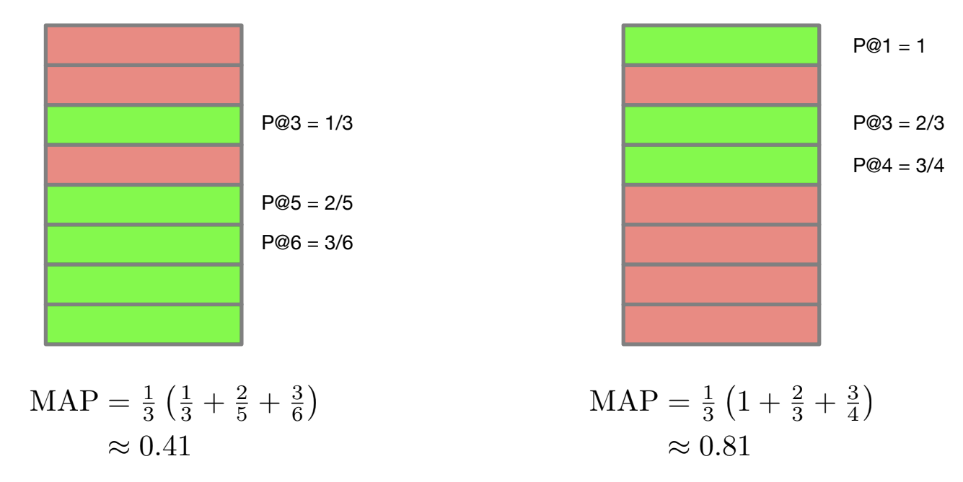 P@3 = 1/3
P@5 = 2/5
P@6 = 3/6
MAP = 1/3 (1/3 + 2/5 + 3/6)
≈ 0.41
P@1 = 1
P@3 = 2/3
P@4 = 3/4
MAP = 1/3 (1 + 2/3 + 3/4)
≈ 0.81